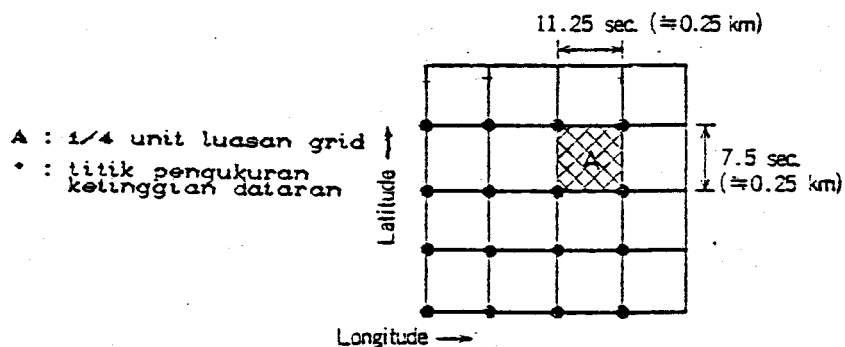 11.25 sec. (≒0.25 km)
A : 1/4 unit luasan grid
• : titik pengukuran
ketinggian dataran
Latitude →
A
7.5 sec.
(≒0.25 km)
Longitude →